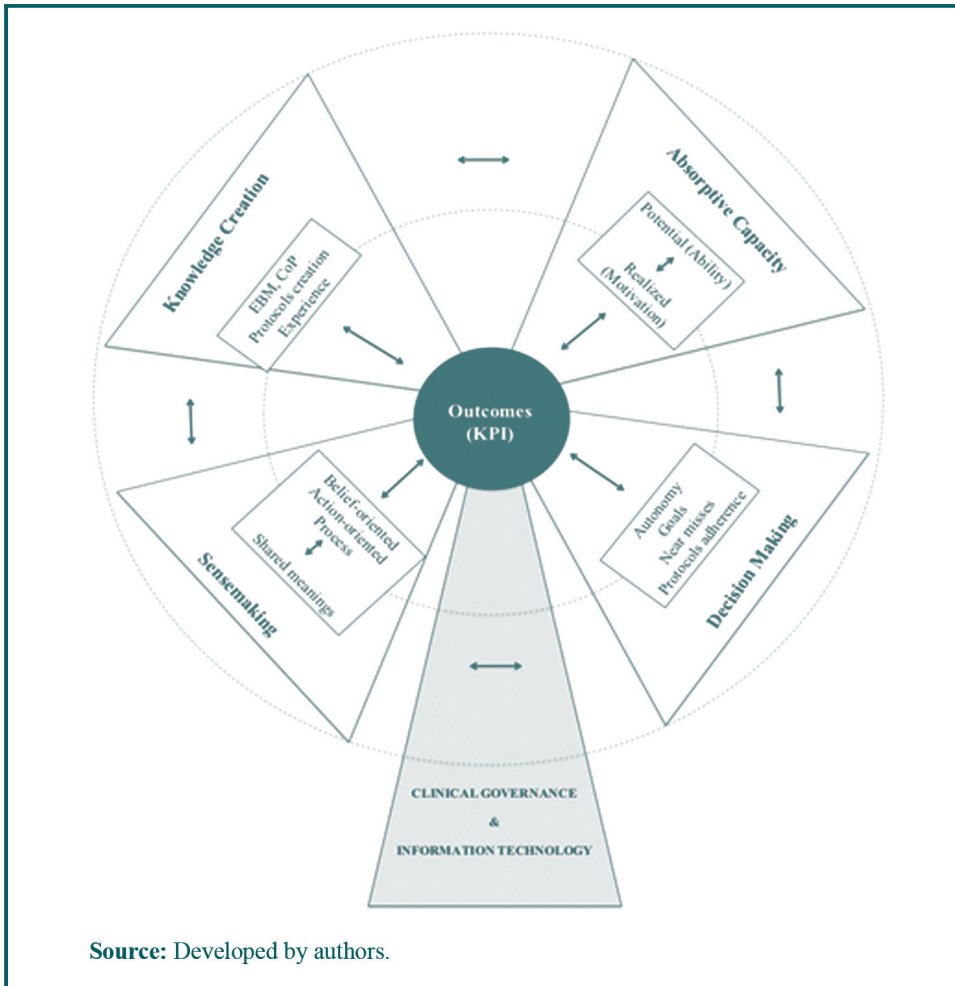 Knowledge Creation
EBM, CoP
Protocols creation
Experience
Absorptive Capacity
Potential (Ability)
Realized
(Motivation)
Outcomes
(KPI)
Sensemaking
Belief-oriented
Action-oriented
Process
Shared meanings
Decision Making
Autonomy
Goals
Near misses
Protocols adherence
CLINICAL GOVERNANCE
&
INFORMATION TECHNOLOGY
Source: Developed by authors.